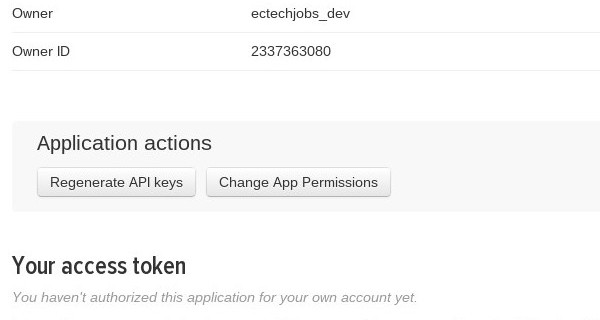 Owner ectechjobs_dev
Owner ID 2337363080
Application actions
Regenerate API keys Change App Permissions
Your access token
You haven't authorized this application for your own account yet.